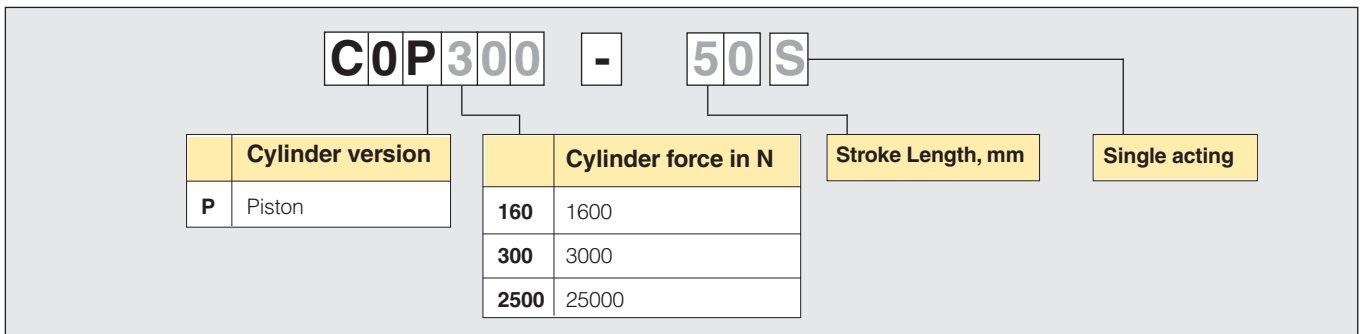 C0P300 - 50S
Cylinder version
P Piston
Cylinder force in N
160 1600
300 3000
2500 25000
Stroke Length, mm
Single acting